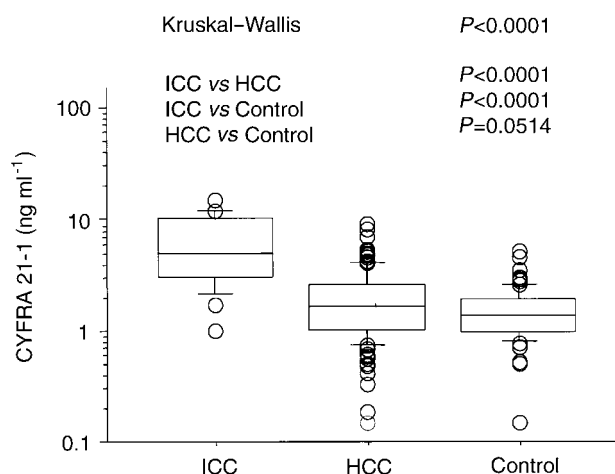 Kruskal–Wallis P<0.0001
ICC vs HCC P<0.0001
ICC vs Control P<0.0001
HCC vs Control P=0.0514
CYFRA 21-1 (ng ml⁻¹)
100
10
1
0.1
ICC HCC Control